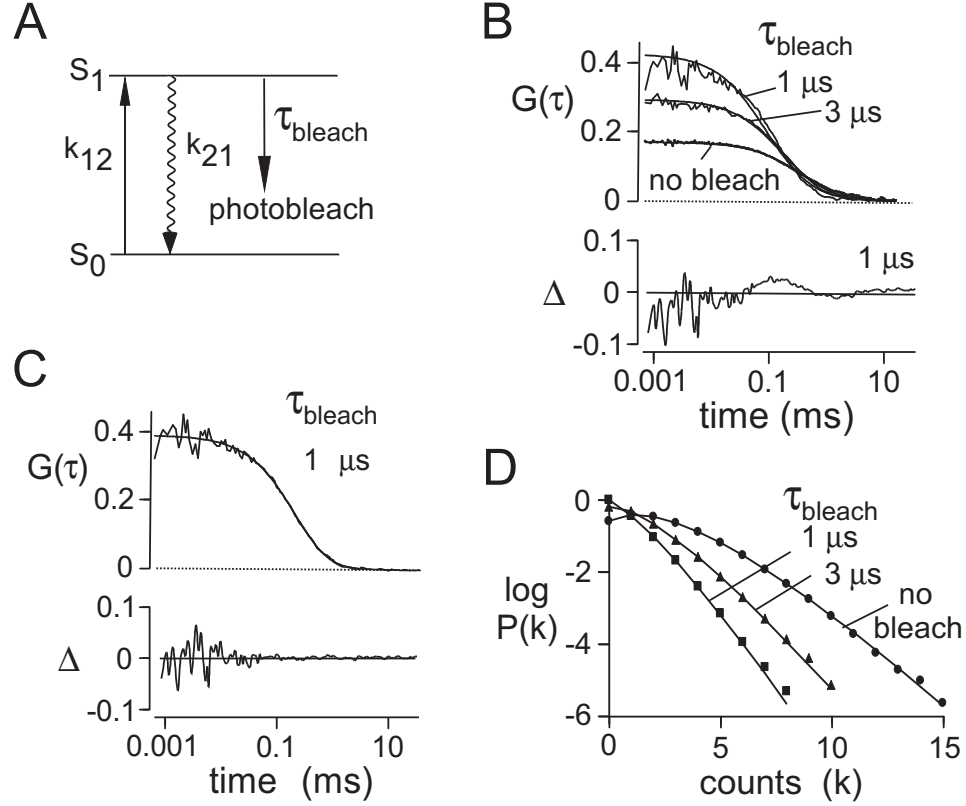 A
S1
k12
k21
τbleach
photobleach
S0
B
τbleach
0.4
1 μs
G(τ)
3 μs
0.2
no bleach
0
0.1
1 μs
Δ
0
-0.1
0.001
0.1
10
time (ms)
C
τbleach
0.4
1 μs
G(τ)
0.2
0
0.1
Δ
0
-0.1
0.001
0.1
10
time (ms)
D
τbleach
0
1 μs
-2
3 μs
log
P(k)
no
bleach
-4
-6
0
5
10
15
counts (k)